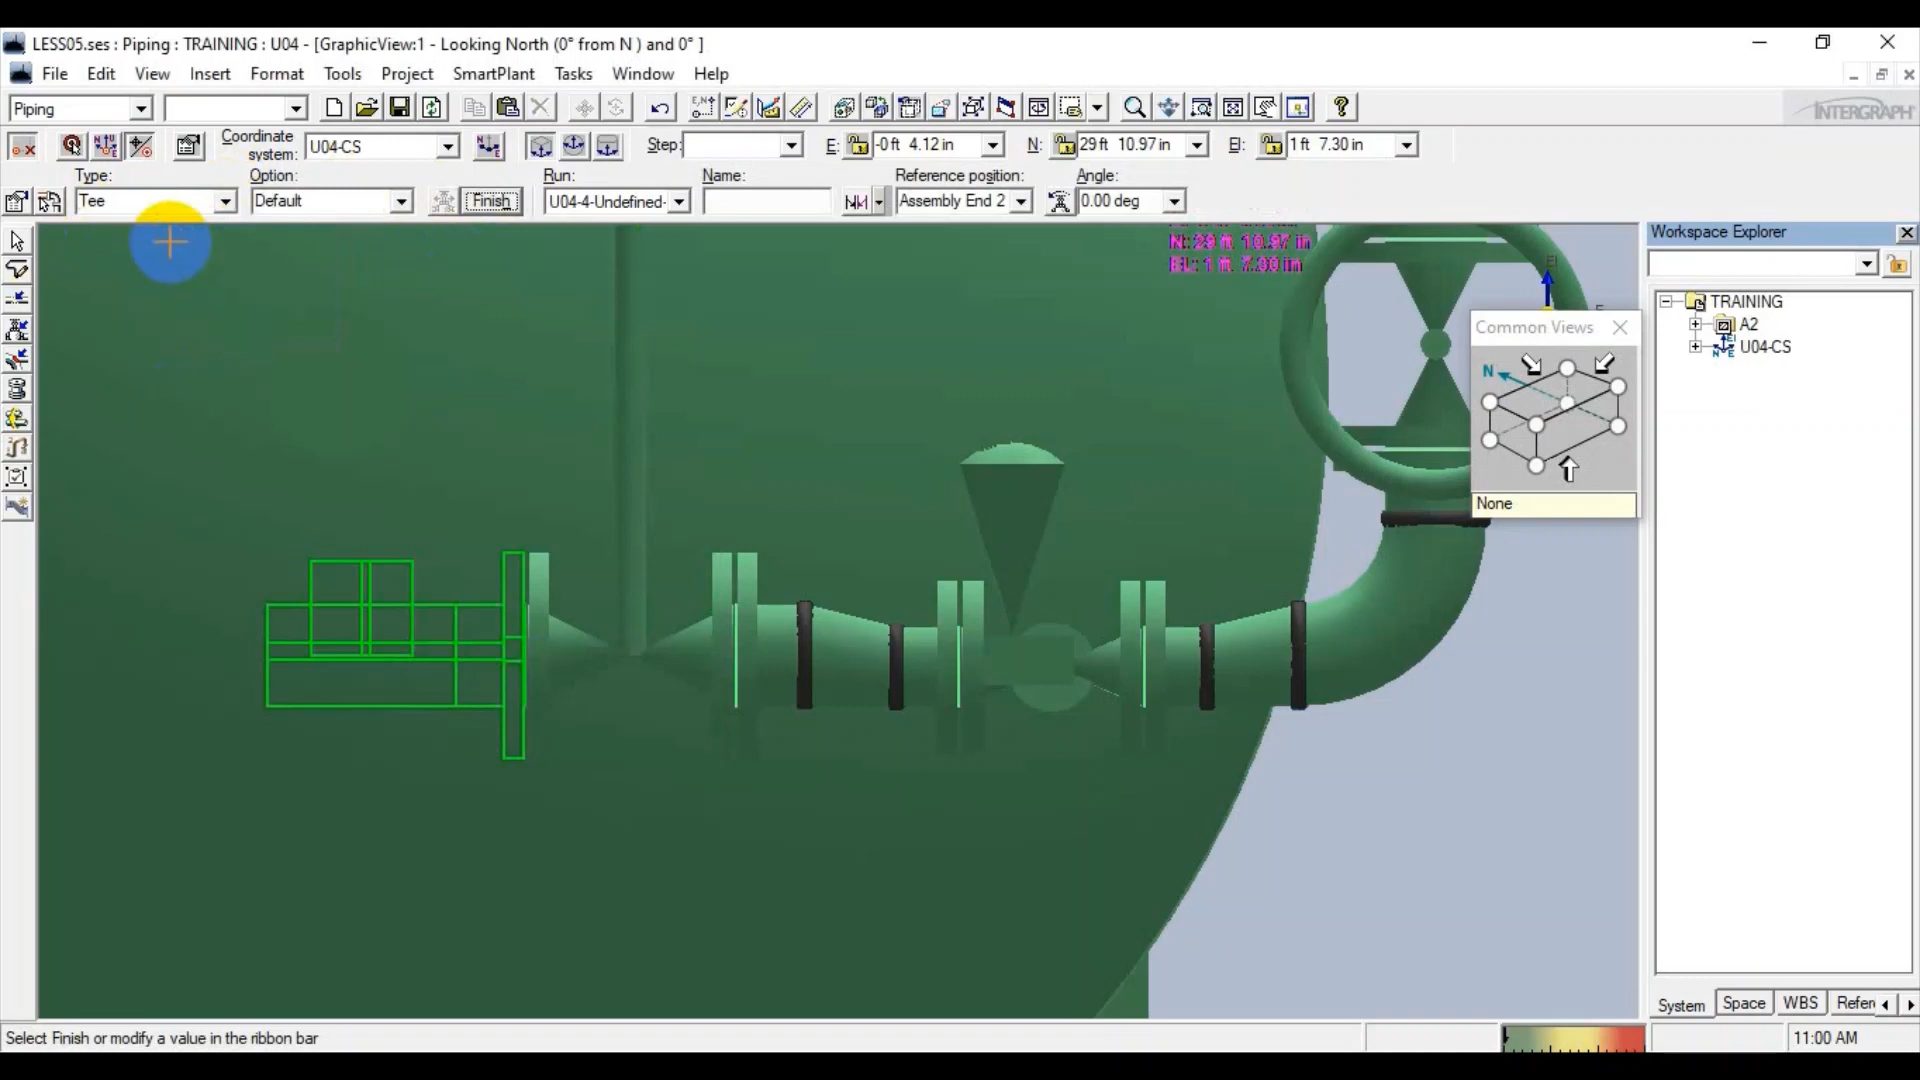 LESS05.ses : Piping : TRAINING : U04 - [GraphicView:1 - Looking North (0° from N ) and 0° ]
File Edit View Insert Format Tools Project SmartPlant Tasks Window Help
Piping
INTERGRAPH
Coordinate system: U04-CS Step: E: -0 ft 4.12 in N: 29 ft 10.97 in El: 1 ft 7.30 in
Type: Option: Run: Name: Reference position: Angle:
Tee Default Finish U04-4-Undefined- Assembly End 2 0.00 deg
N: 29 ft 10.97 in
EL: 1 ft 7.30 in
El
E
Common Views
N
None
Workspace Explorer
TRAINING
A2
U04-CS
System Space WBS Refer
Select Finish or modify a value in the ribbon bar
11:00 AM